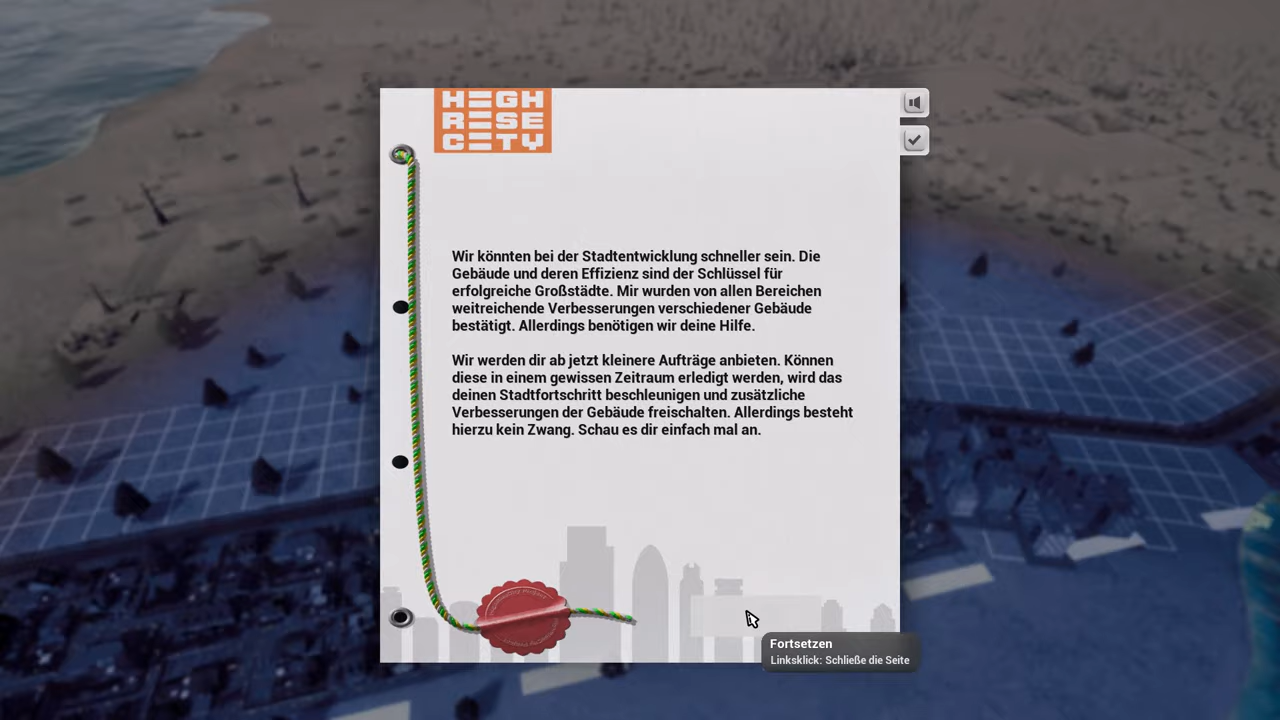 HIGH
RISE
CITY
Wir könnten bei der Stadtentwicklung schneller sein. Die
Gebäude und deren Effizienz sind der Schlüssel für
erfolgreiche Großstädte. Mir wurden von allen Bereichen
weitreichende Verbesserungen verschiedener Gebäude
bestätigt. Allerdings benötigen wir deine Hilfe.
Wir werden dir ab jetzt kleinere Aufträge anbieten. Können
diese in einem gewissen Zeitraum erledigt werden, wird das
deinen Stadtfortschritt beschleunigen und zusätzliche
Verbesserungen der Gebäude freischalten. Allerdings besteht
hierzu kein Zwang. Schau es dir einfach mal an.
Fortsetzen
Linksklick: Schließe die Seite